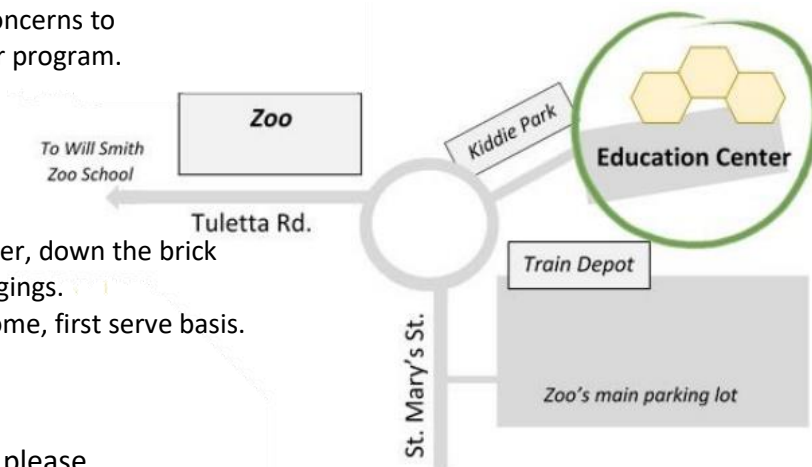 oncerns to
r program.
er, down the brick
gings.
ome, first serve basis.
please
Zoo
To Will Smith
Zoo School
Tuletta Rd.
Kiddie Park
Education Center
Train Depot
St. Mary's St.
Zoo's main parking lot